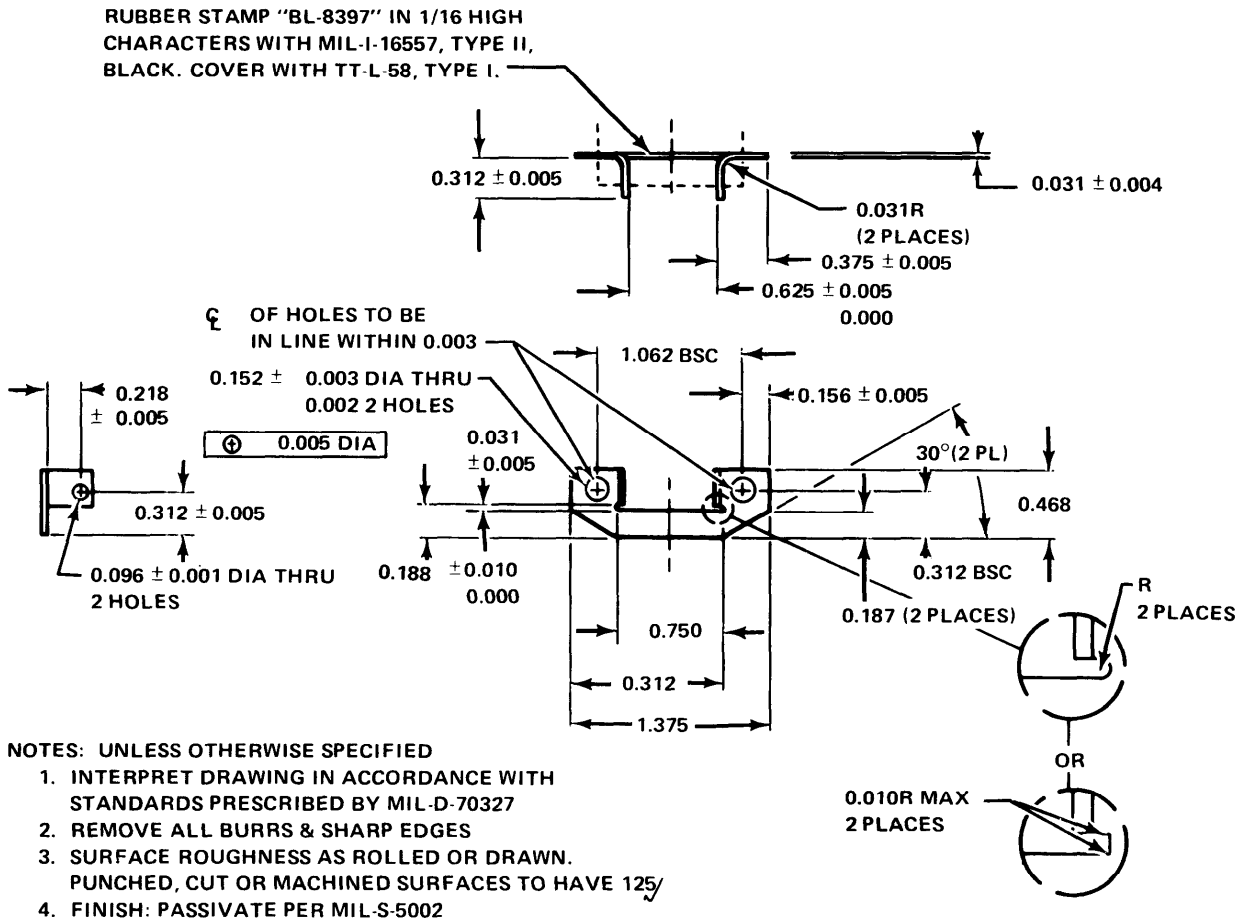 RUBBER STAMP "BL-8397" IN 1/16 HIGH
CHARACTERS WITH MIL-I-16557, TYPE II,
BLACK. COVER WITH TT-L-58, TYPE I.
0.312 ± 0.005
0.031 ± 0.004
0.031R
(2 PLACES)
0.375 ± 0.005
0.625 ± 0.005
0.000
℄ OF HOLES TO BE
IN LINE WITHIN 0.003
1.062 BSC
0.152 ± 0.003 DIA THRU
0.002 2 HOLES
0.218
± 0.005
0.156 ± 0.005
⌖ 0.005 DIA
0.031
±0.005
30°(2 PL)
0.468
0.312 ± 0.005
0.096 ± 0.001 DIA THRU
2 HOLES
0.188 ±0.010
0.000
0.312 BSC
0.187 (2 PLACES)
R
2 PLACES
0.750
0.312
1.375
NOTES: UNLESS OTHERWISE SPECIFIED
1. INTERPRET DRAWING IN ACCORDANCE WITH
STANDARDS PRESCRIBED BY MIL-D-70327
2. REMOVE ALL BURRS & SHARP EDGES
3. SURFACE ROUGHNESS AS ROLLED OR DRAWN.
PUNCHED, CUT OR MACHINED SURFACES TO HAVE 125/
4. FINISH: PASSIVATE PER MIL-S-5002
OR
0.010R MAX
2 PLACES